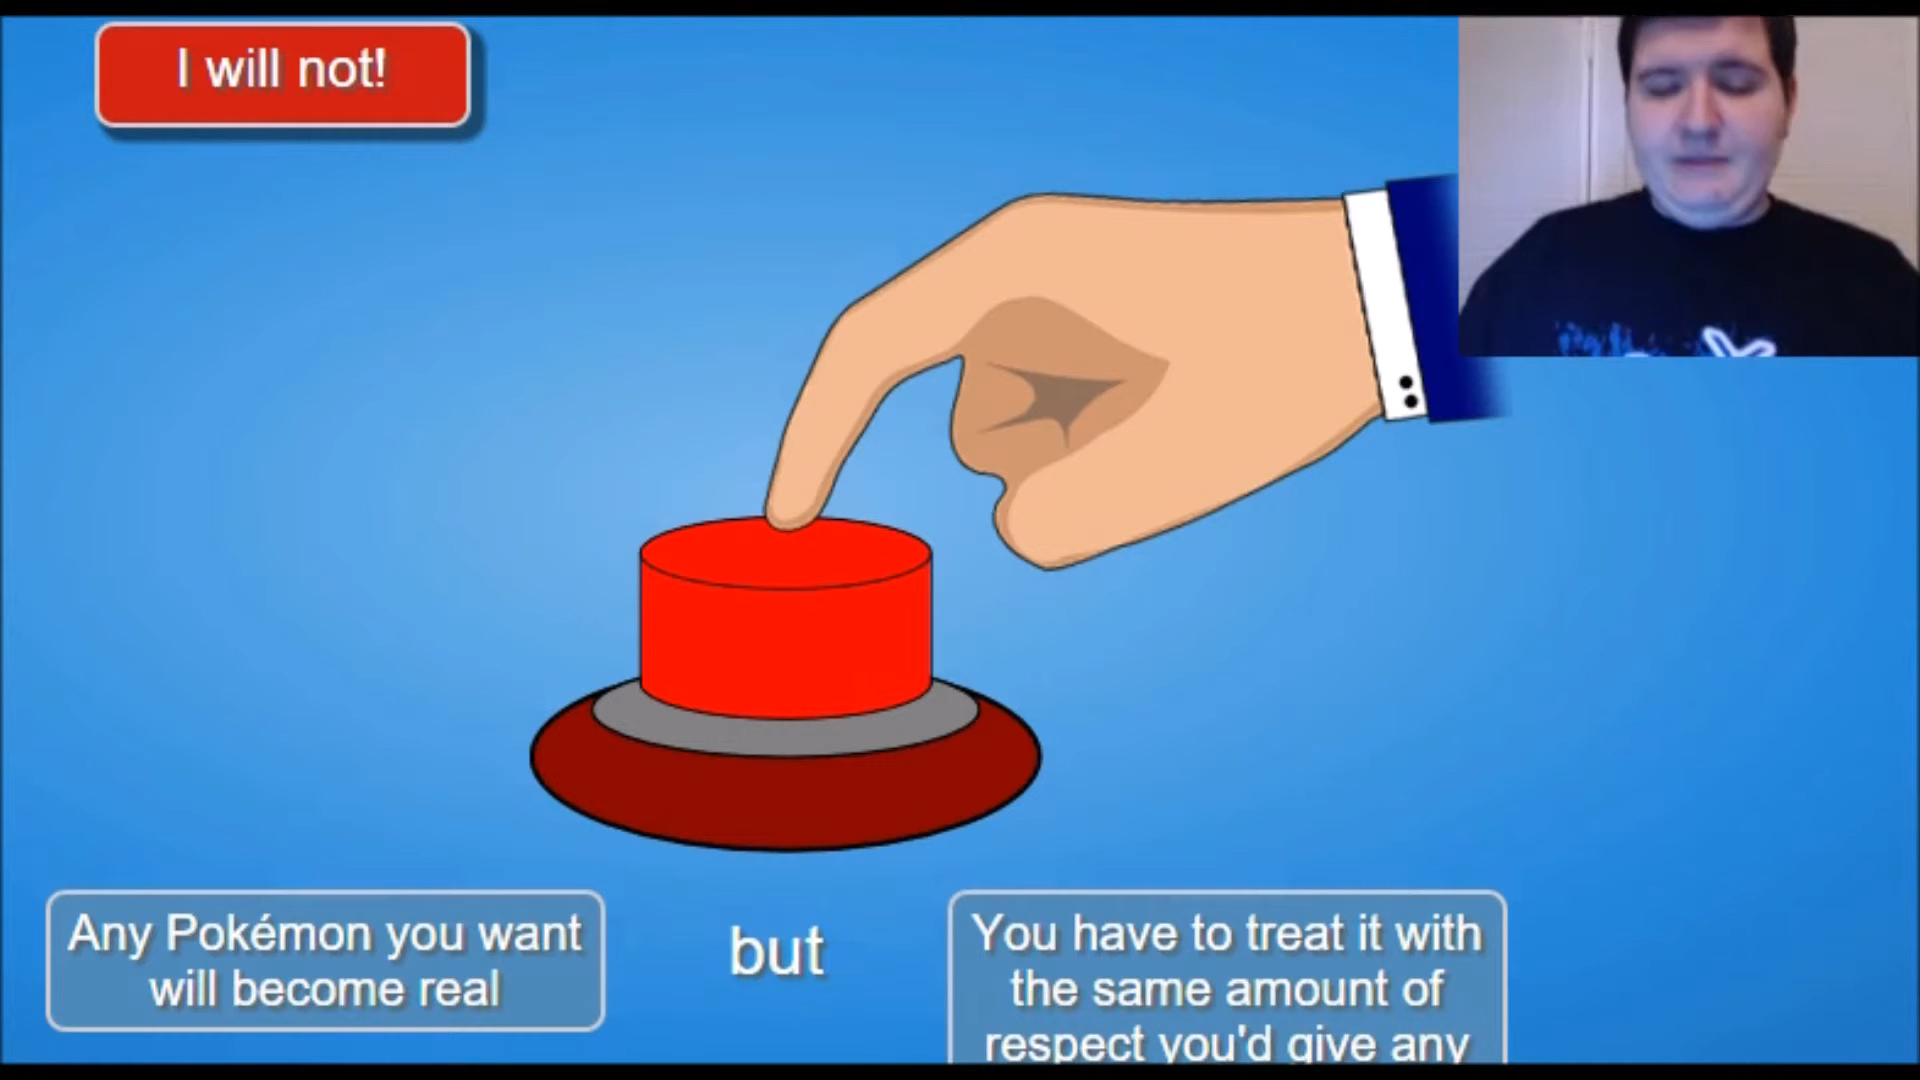 I will not!
Any Pokémon you want
will become real
but
You have to treat it with
the same amount of
respect you'd give any